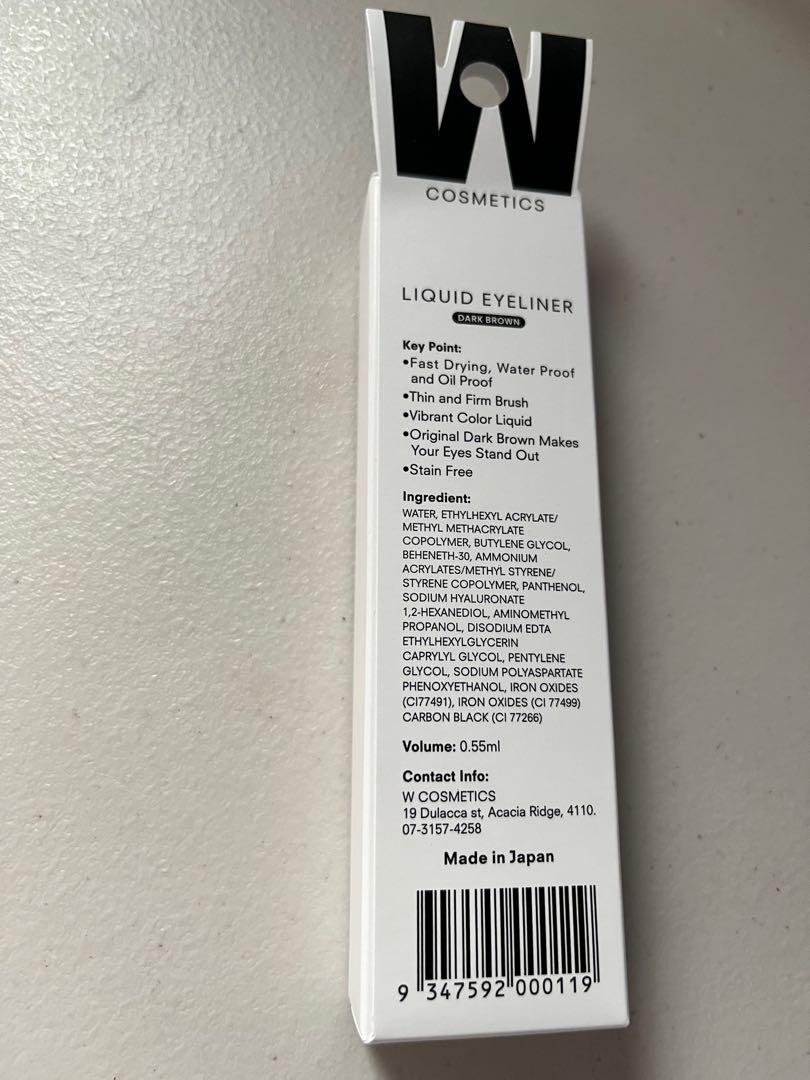 W
COSMETICS
LIQUID EYELINER
DARK BROWN
Key Point:
•Fast Drying, Water Proof
and Oil Proof
•Thin and Firm Brush
•Vibrant Color Liquid
•Original Dark Brown Makes
Your Eyes Stand Out
•Stain Free
Ingredient:
WATER, ETHYLHEXYL ACRYLATE/
METHYL METHACRYLATE
COPOLYMER, BUTYLENE GLYCOL,
BEHENETH-30, AMMONIUM
ACRYLATES/METHYL STYRENE/
STYRENE COPOLYMER, PANTHENOL,
SODIUM HYALURONATE
1,2-HEXANEDIOL, AMINOMETHYL
PROPANOL, DISODIUM EDTA
ETHYLHEXYLGLYCERIN
CAPRYLYL GLYCOL, PENTYLENE
GLYCOL, SODIUM POLYASPARTATE
PHENOXYETHANOL, IRON OXIDES
(CI77491), IRON OXIDES (CI 77499)
CARBON BLACK (CI 77266)
Volume: 0.55ml
Contact Info:
W COSMETICS
19 Dulacca st, Acacia Ridge, 4110.
07-3157-4258
Made in Japan
9 347592 000119